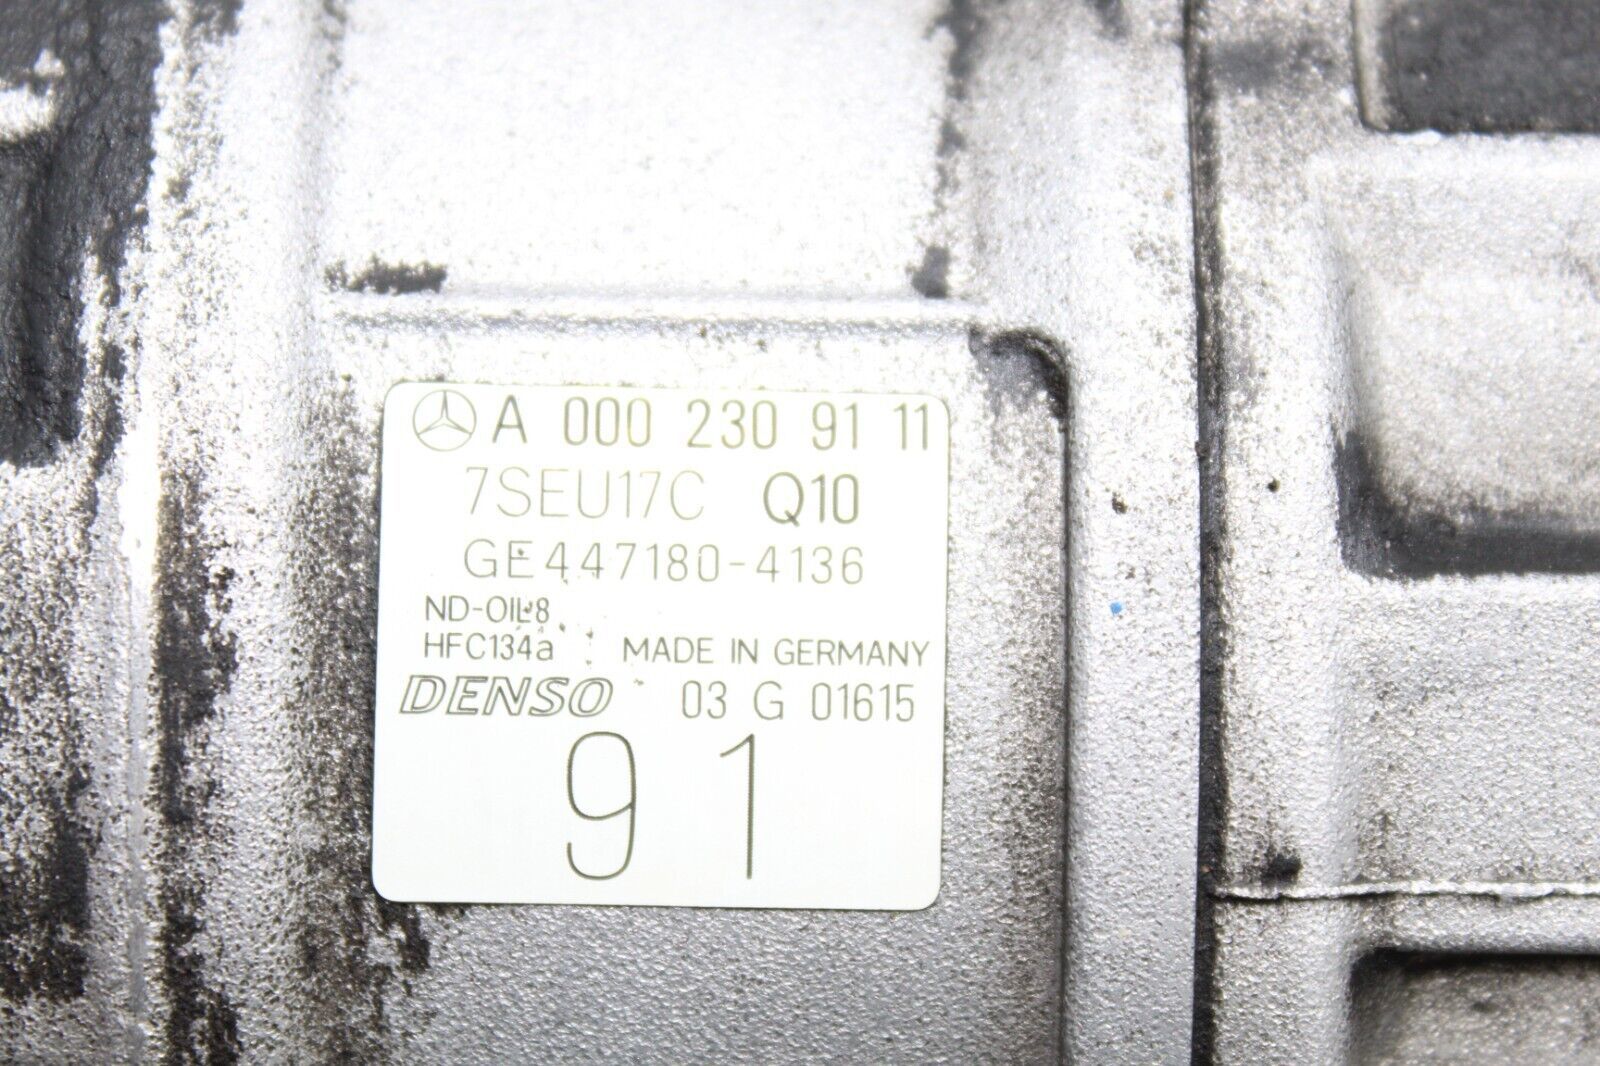 A 000 230 91 11
7SEU17C Q10
GE447180-4136
ND-OIL8
HFC134a MADE IN GERMANY
DENSO 03 G 01615
91